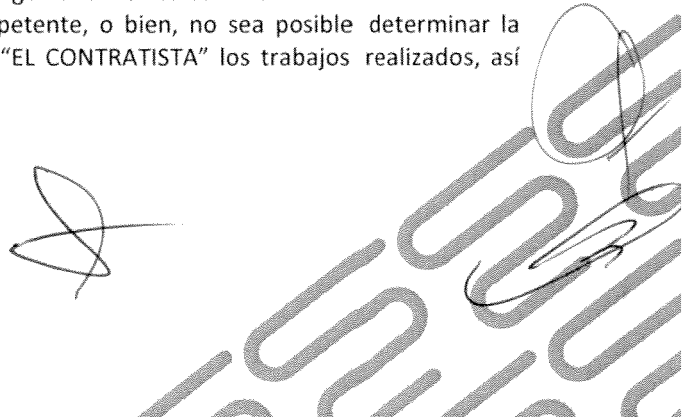 petente, o bien, no sea posible determinar la
“EL CONTRATISTA” los trabajos realizados, así